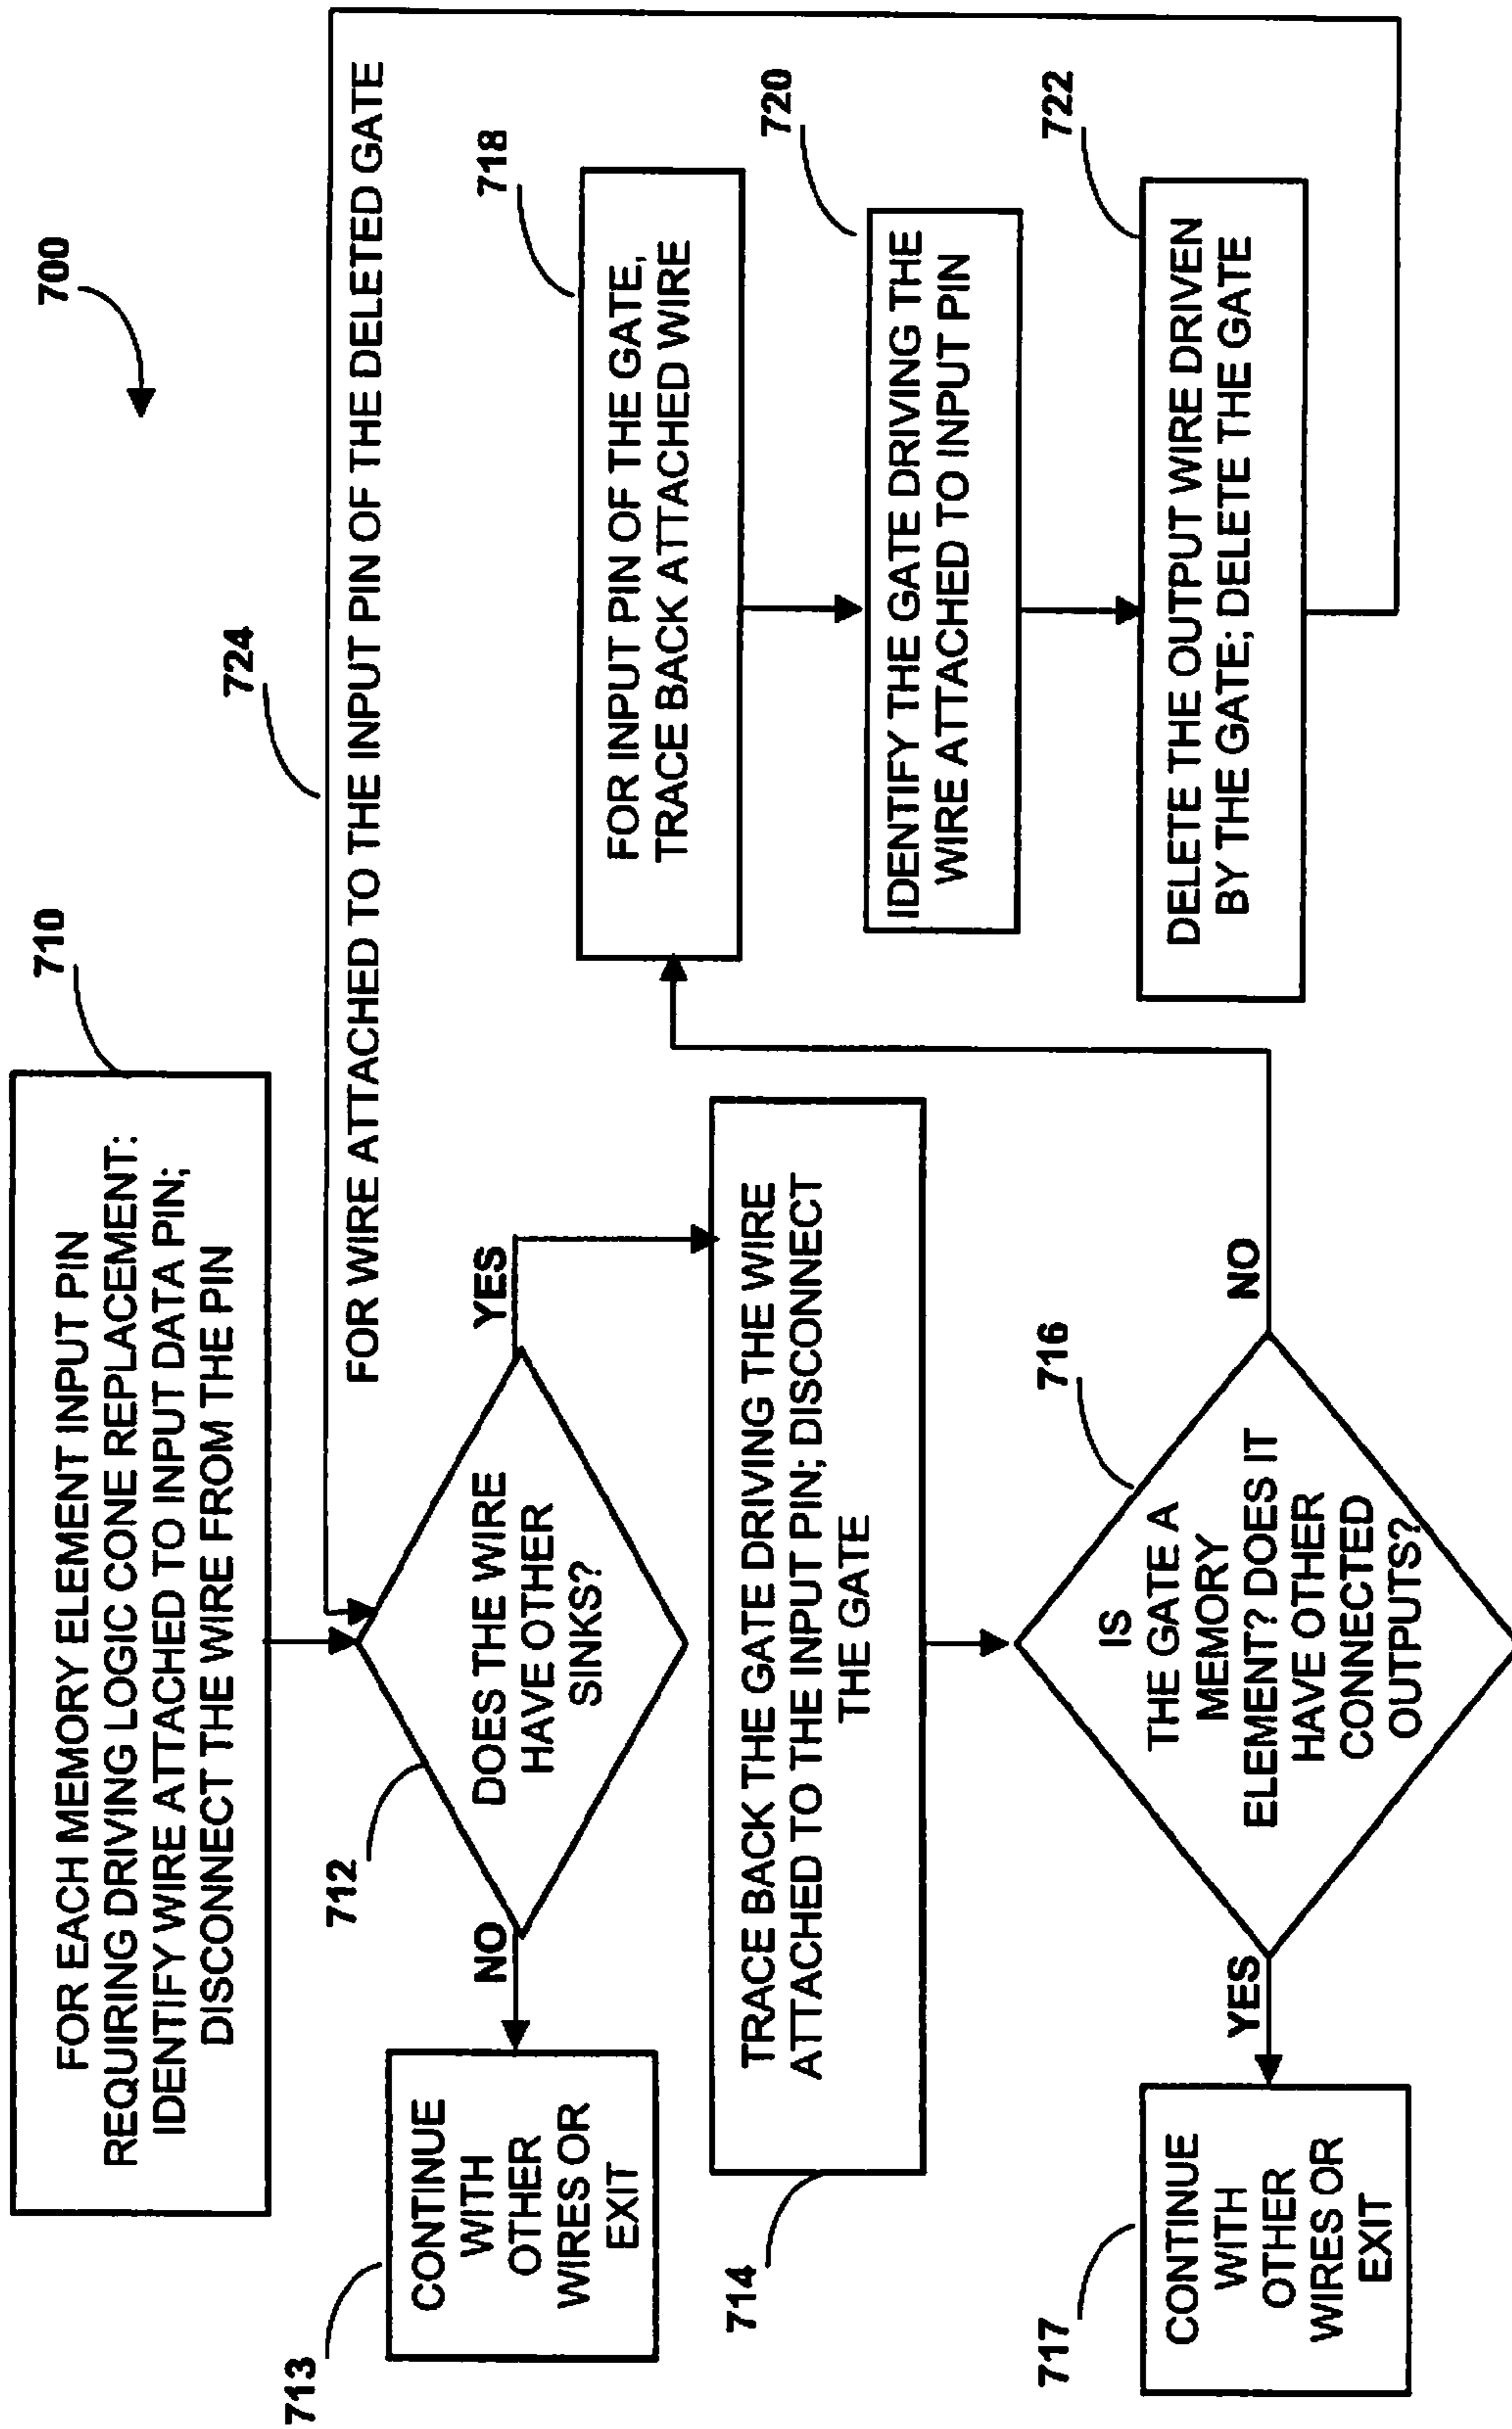 700
710
FOR EACH MEMORY ELEMENT INPUT PIN
REQUIRING DRIVING LOGIC CONE REPLACEMENT:
IDENTIFY WIRE ATTACHED TO INPUT DATA PIN;
DISCONNECT THE WIRE FROM THE PIN
724
FOR WIRE ATTACHED TO THE INPUT PIN OF THE DELETED GATE
712
DOES THE WIRE
HAVE OTHER
SINKS?
NO
YES
713
CONTINUE
WITH
OTHER
WIRES OR
EXIT
714
TRACE BACK THE GATE DRIVING THE WIRE
ATTACHED TO THE INPUT PIN; DISCONNECT
THE GATE
716
IS
THE GATE A
MEMORY
ELEMENT? DOES IT
HAVE OTHER
CONNECTED
OUTPUTS?
YES
NO
717
CONTINUE
WITH
OTHER
WIRES OR
EXIT
718
FOR INPUT PIN OF THE GATE,
TRACE BACK ATTACHED WIRE
720
IDENTIFY THE GATE DRIVING THE
WIRE ATTACHED TO INPUT PIN
722
DELETE THE OUTPUT WIRE DRIVEN
BY THE GATE; DELETE THE GATE